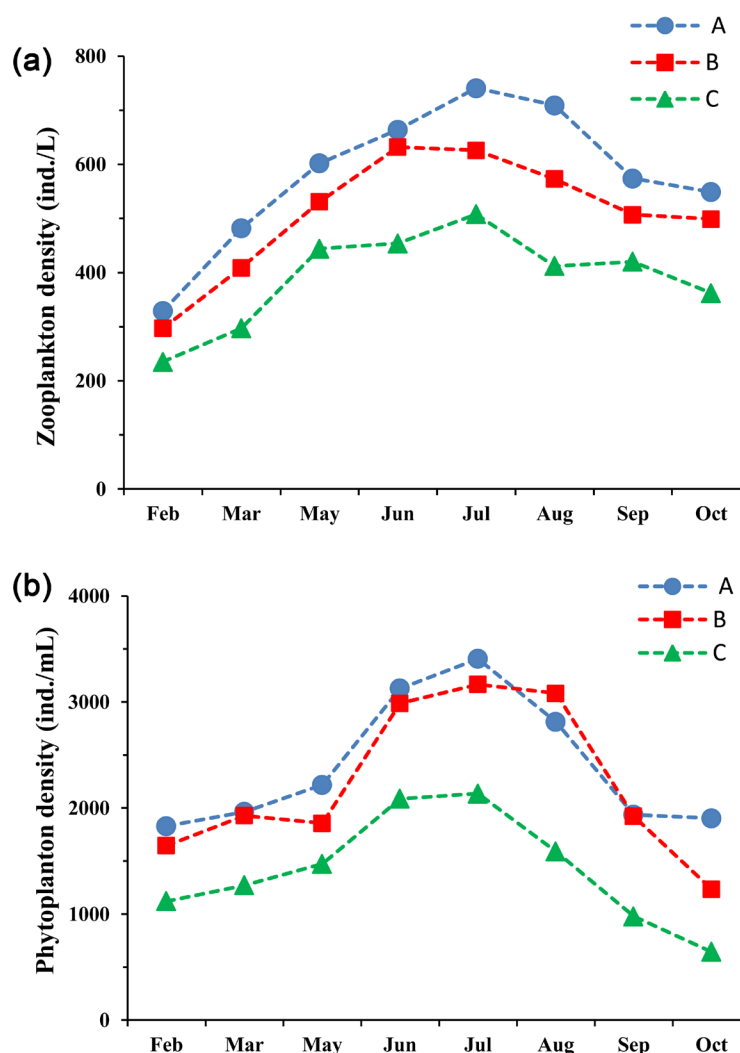 (a)
A
B
C
Zooplankton density (ind./L)
800
600
400
200
0
Feb Mar May Jun Jul Aug Sep Oct
(b)
A
B
C
Phytoplanton density (ind./mL)
4000
3000
2000
1000
0
Feb Mar May Jun Jul Aug Sep Oct